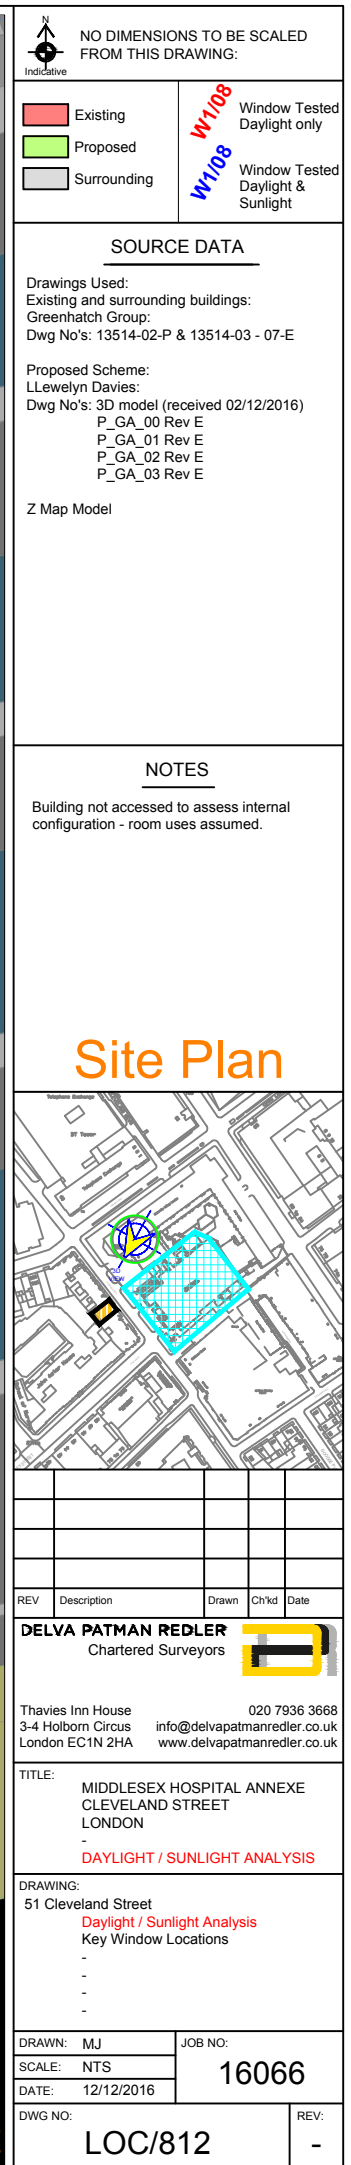 N
Indicative
NO DIMENSIONS TO BE SCALED
FROM THIS DRAWING:
Existing
Proposed
Surrounding
W1/08
Window Tested
Daylight only
W1/08
Window Tested
Daylight &
Sunlight
SOURCE DATA
Drawings Used:
Existing and surrounding buildings:
Greenhatch Group:
Dwg No's: 13514-02-P & 13514-03 - 07-E
Proposed Scheme:
LLewelyn Davies:
Dwg No's: 3D model (received 02/12/2016)
P_GA_00 Rev E
P_GA_01 Rev E
P_GA_02 Rev E
P_GA_03 Rev E
Z Map Model
NOTES
Building not accessed to assess internal
configuration - room uses assumed.
Site Plan
Telephone Exchange
BT Tower
Telephone Exchange
3D
VIEW
REV Description Drawn Ch'kd Date
DELVA PATMAN REDLER
Chartered Surveyors
Thavies Inn House 020 7936 3668
3-4 Holborn Circus info@delvapatmanredler.co.uk
London EC1N 2HA www.delvapatmanredler.co.uk
TITLE:
MIDDLESEX HOSPITAL ANNEXE
CLEVELAND STREET
LONDON
-
DAYLIGHT / SUNLIGHT ANALYSIS
DRAWING:
51 Cleveland Street
Daylight / Sunlight Analysis
Key Window Locations
-
-
-
-
DRAWN: MJ
SCALE: NTS
DATE: 12/12/2016
JOB NO:
16066
DWG NO:
LOC/812
REV:
-